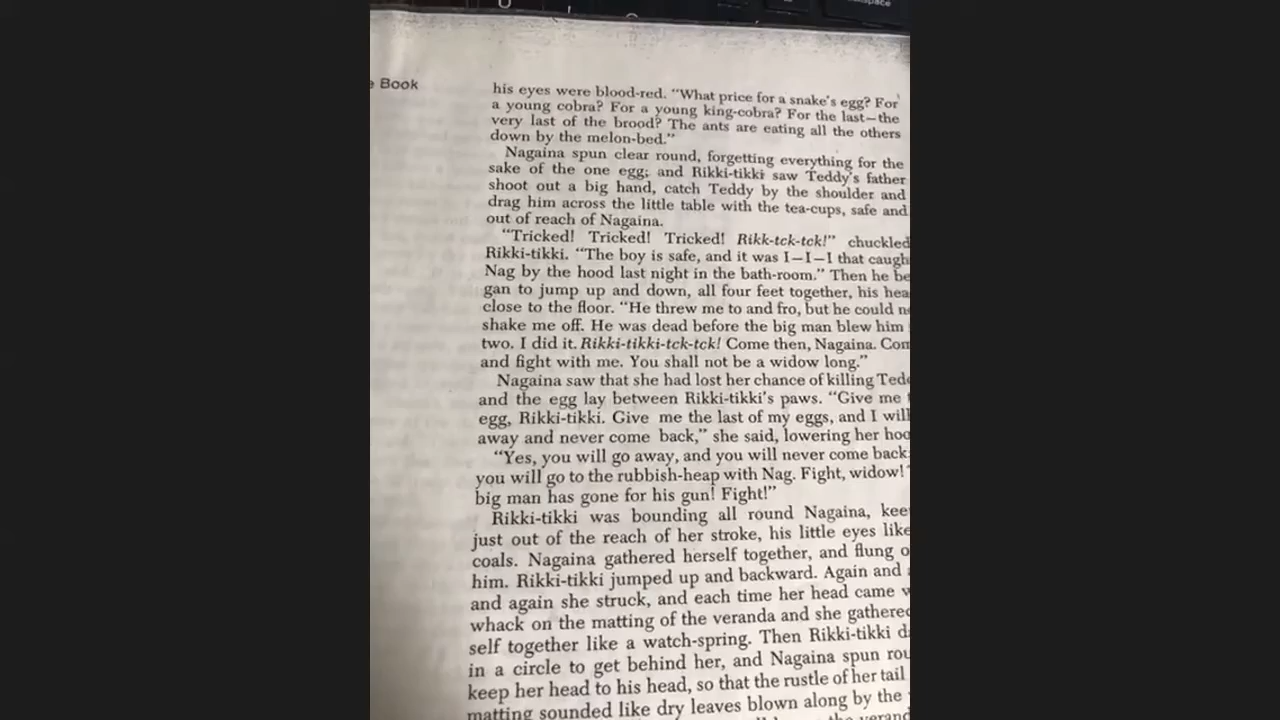 Book
his eyes were blood-red. “What price for a snake's egg? For
a young cobra? For a young king-cobra? For the last—the
very last of the brood? The ants are eating all the others
down by the melon-bed.”
Nagaina spun clear round, forgetting everything for the
sake of the one egg; and Rikki-tikki saw Teddy's father
shoot out a big hand, catch Teddy by the shoulder and
drag him across the little table with the tea-cups, safe and
out of reach of Nagaina.
“Tricked! Tricked! Tricked! Rikk-tck-tck!” chuckled
Rikki-tikki. “The boy is safe, and it was I—I—I that
Nag by the hood last night in the bath-room.” Then he
gan to jump up and down, all four feet together, his
close to the floor. “He threw me to and fro, but he could
shake me off. He was dead before the big man blew him
two. I did it. Rikki-tikki-tck-tck! Come then, Nagaina.
and fight with me. You shall not be a widow long.”
Nagaina saw that she had lost her chance of killing
and the egg lay between Rikki-tikki's paws. “Give me
egg, Rikki-tikki. Give me the last of my eggs, and I will
away and never come back,” she said, lowering her
“Yes, you will go away, and you will never come back
you will go to the rubbish-heap with Nag. Fight, widow!
big man has gone for his gun! Fight!”
Rikki-tikki was bounding all round Nagaina,
just out of the reach of her stroke, his little eyes like
coals. Nagaina gathered herself together, and flung
him. Rikki-tikki jumped up and backward. Again and
and again she struck, and each time her head came
whack on the matting of the veranda and she gathered
self together like a watch-spring. Then Rikki-tikki
in a circle to get behind her, and Nagaina spun
keep her head to his head, so that the rustle of her tail
matting sounded like dry leaves blown along by the